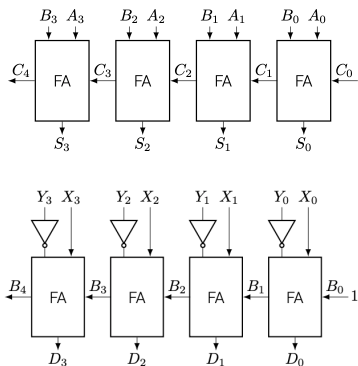 B₃ A₃ B₂ A₂ B₁ A₁ B₀ A₀
C₄ FA C₃ FA C₂ FA C₁ FA C₀
S₃ S₂ S₁ S₀
Y₃ X₃ Y₂ X₂ Y₁ X₁ Y₀ X₀
B₄ FA B₃ FA B₂ FA B₁ FA B₀ 1
D₃ D₂ D₁ D₀